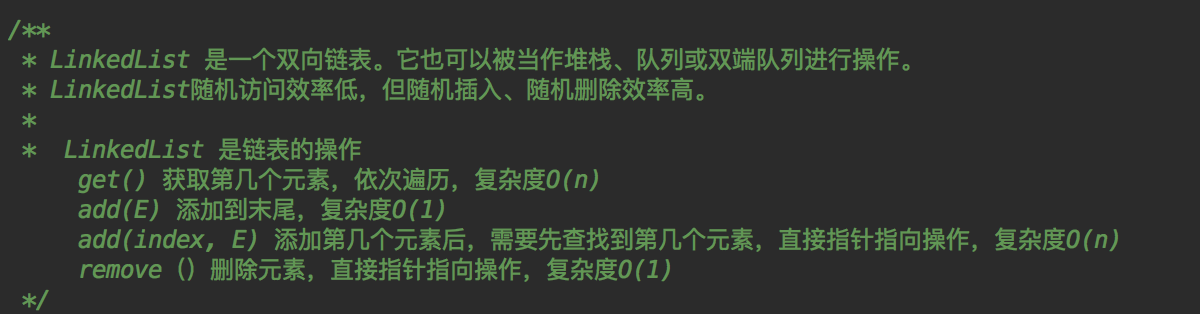 /**
* LinkedList 是一个双向链表。它也可以被当作堆栈、队列或双端队列进行操作。
* LinkedList随机访问效率低，但随机插入、随机删除效率高。
*
* LinkedList 是链表的操作
get() 获取第几个元素，依次遍历，复杂度O(n)
add(E) 添加到末尾，复杂度O(1)
add(index, E) 添加第几个元素后，需要先查找到第几个元素，直接指针指向操作，复杂度O(n)
remove（）删除元素，直接指针指向操作，复杂度O(1)
*/